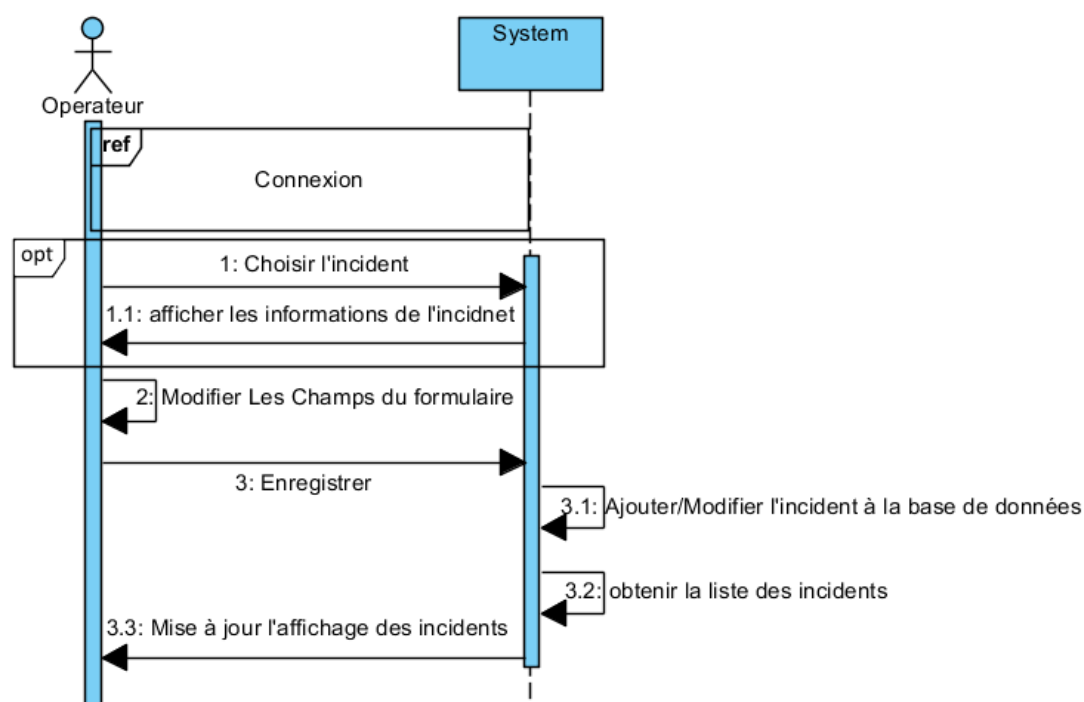 System
Operateur
ref
Connexion
opt
1: Choisir l'incident
1.1: afficher les informations de l'incidnet
2: Modifier Les Champs du formulaire
3: Enregistrer
3.1: Ajouter/Modifier l'incident à la base de données
3.2: obtenir la liste des incidents
3.3: Mise à jour l'affichage des incidents